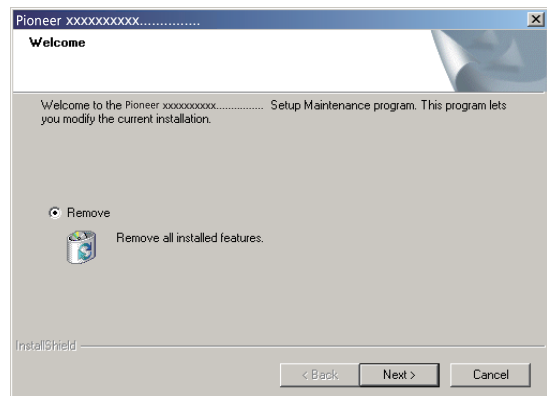 Pioneer xxxxxxxxxx...............
Welcome
Welcome to the Pioneer xxxxxxxxxx................ Setup Maintenance program. This program lets
you modify the current installation.
Remove
Remove all installed features.
InstallShield
< Back Next > Cancel